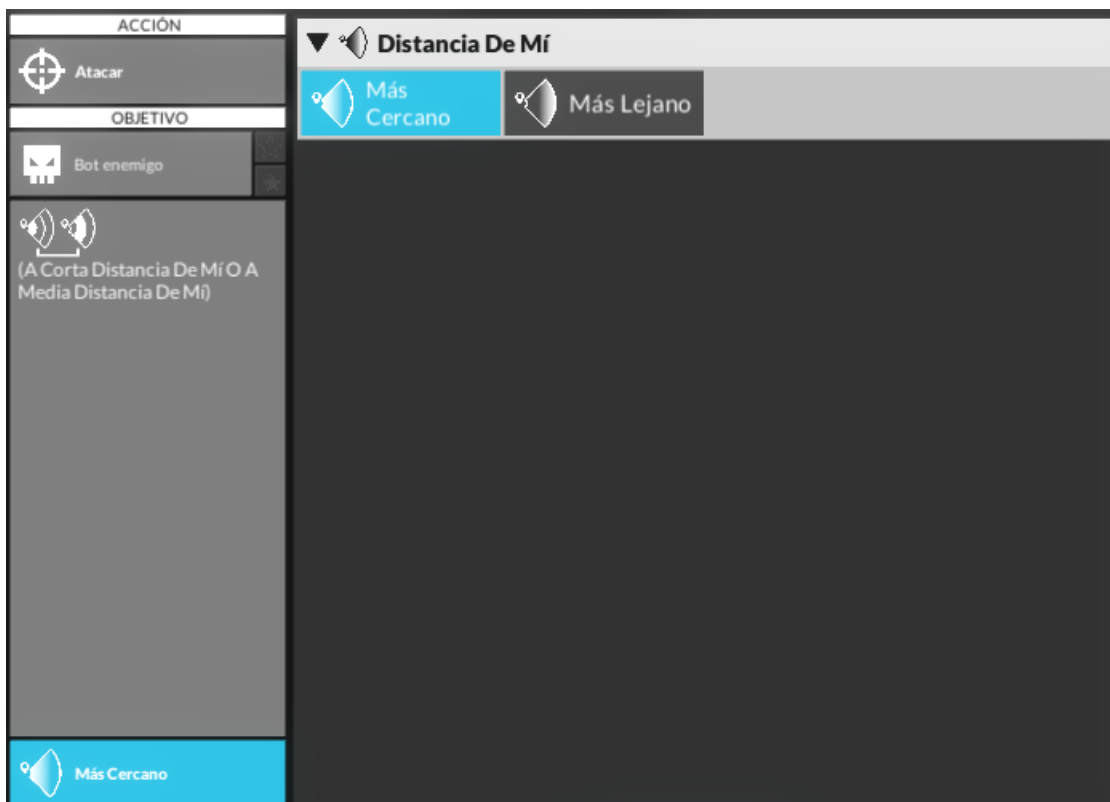 ACCIÓN
Atacar
OBJETIVO
Bot enemigo
(A Corta Distancia De Mí O A
Media Distancia De Mí)
Más Cercano
Distancia De Mí
Más
Cercano
Más Lejano